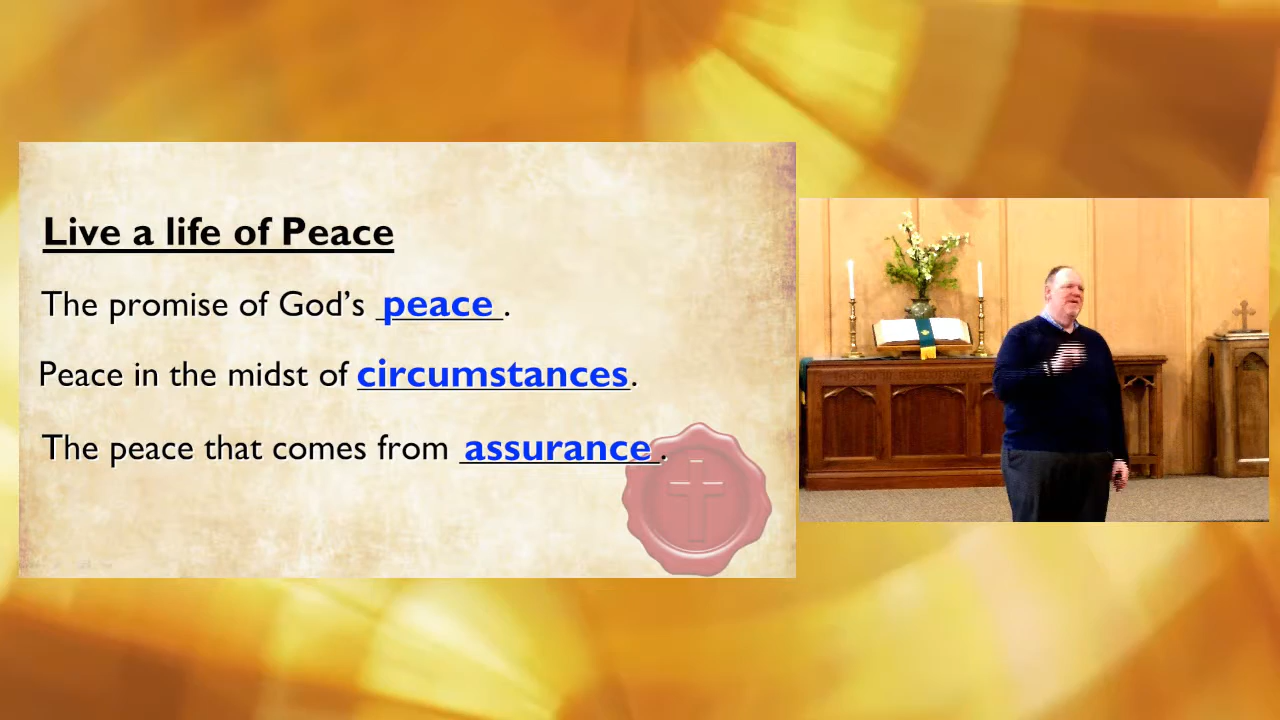 Live a life of Peace
The promise of God’s peace.
Peace in the midst of circumstances.
The peace that comes from assurance.